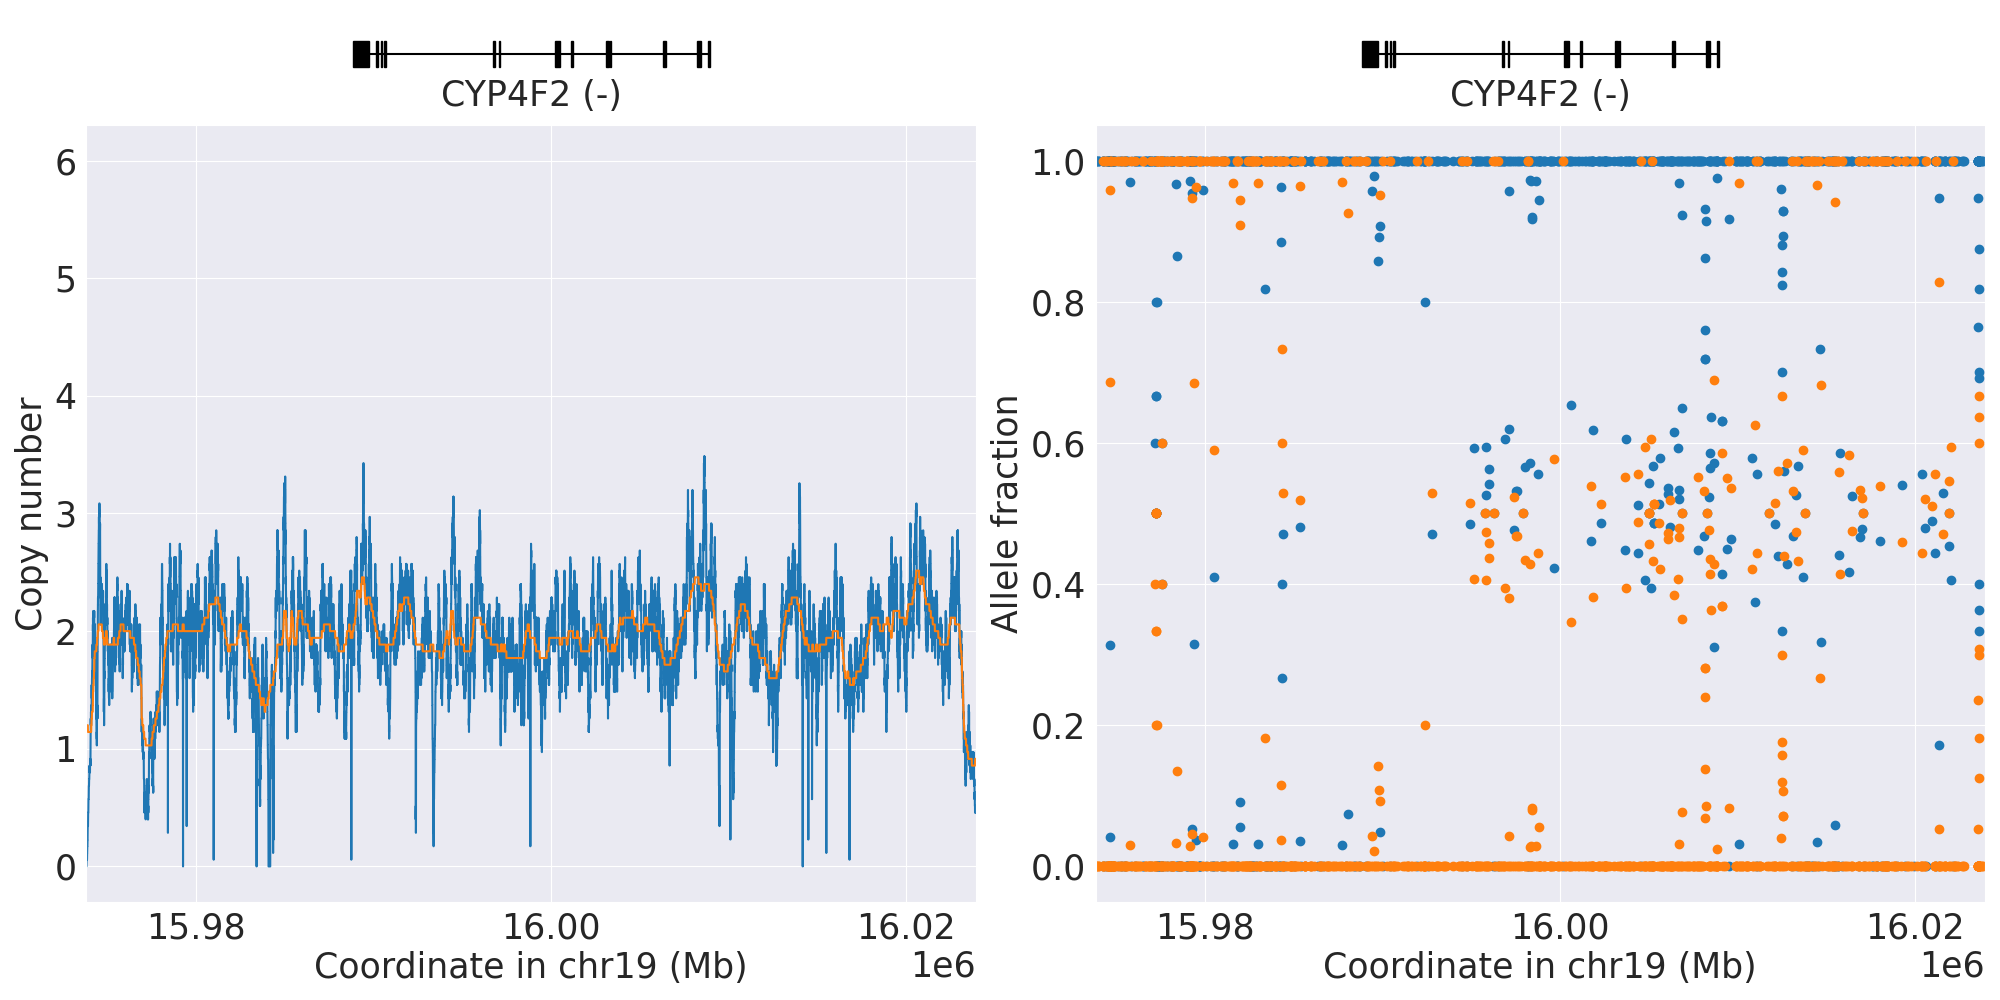 CYP4F2 (-)
6
5
4
3
2
1
0
Copy number
15.98
16.00
16.02
Coordinate in chr19 (Mb)
1e6
CYP4F2 (-)
1.0
0.8
0.6
0.4
0.2
0.0
Allele fraction
15.98
16.00
16.02
Coordinate in chr19 (Mb)
1e6